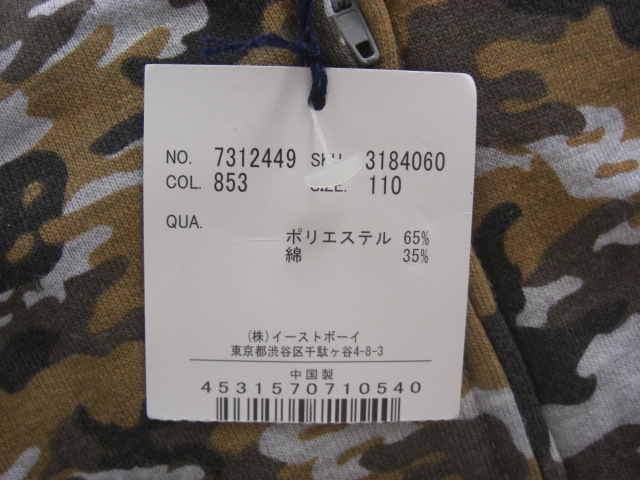 NO. 7312449 SKU. 3184060
COL. 853 SIZE. 110
QUA.
ポリエステル 65%
綿 35%
(株)イーストボーイ
東京都渋谷区千駄ヶ谷4-8-3
中国製
4531570710540